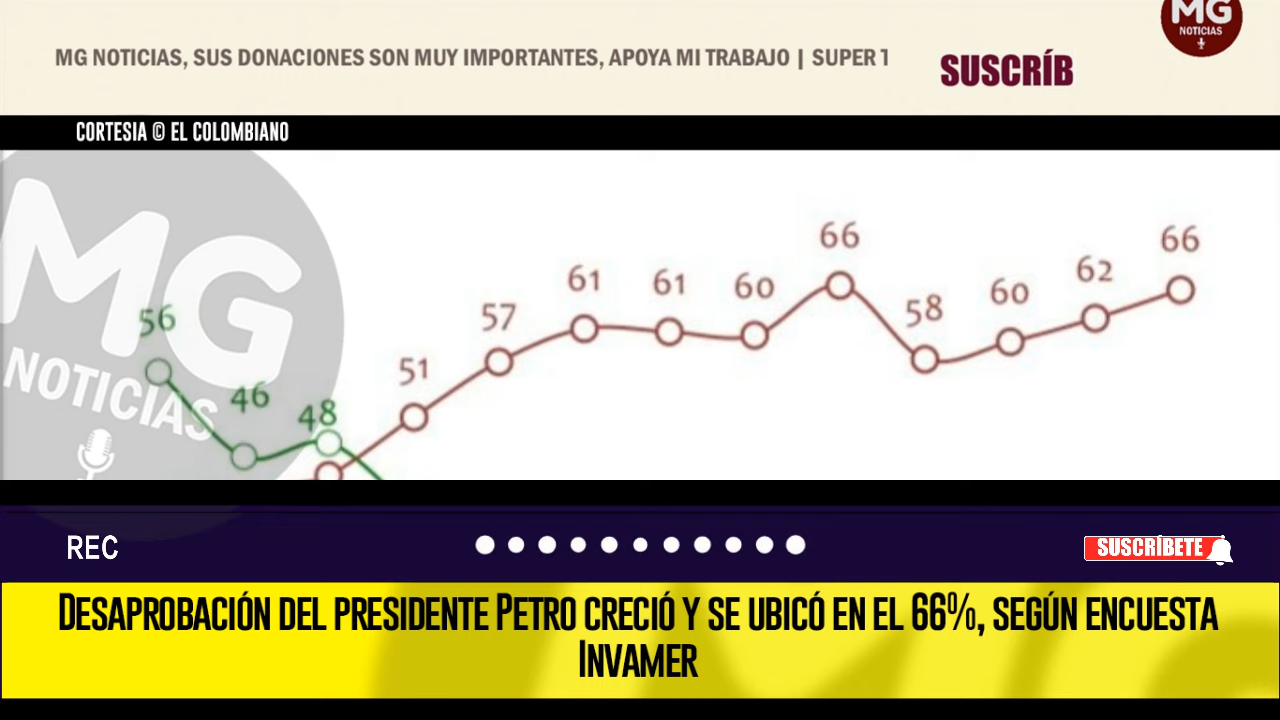 MG
NOTICIAS
MG NOTICIAS, SUS DONACIONES SON MUY IMPORTANTES, APOYA MI TRABAJO | SUPER T
SUSCRÍB
CORTESIA © EL COLOMBIANO
MG
NOTICIAS
66
66
61
61
60
62
60
58
57
56
51
46
48
REC
SUSCRÍBETE
DESAPROBACIÓN DEL PRESIDENTE PETRO CRECIÓ Y SE UBICÓ EN EL 66%, SEGÚN ENCUESTA
INVAMER